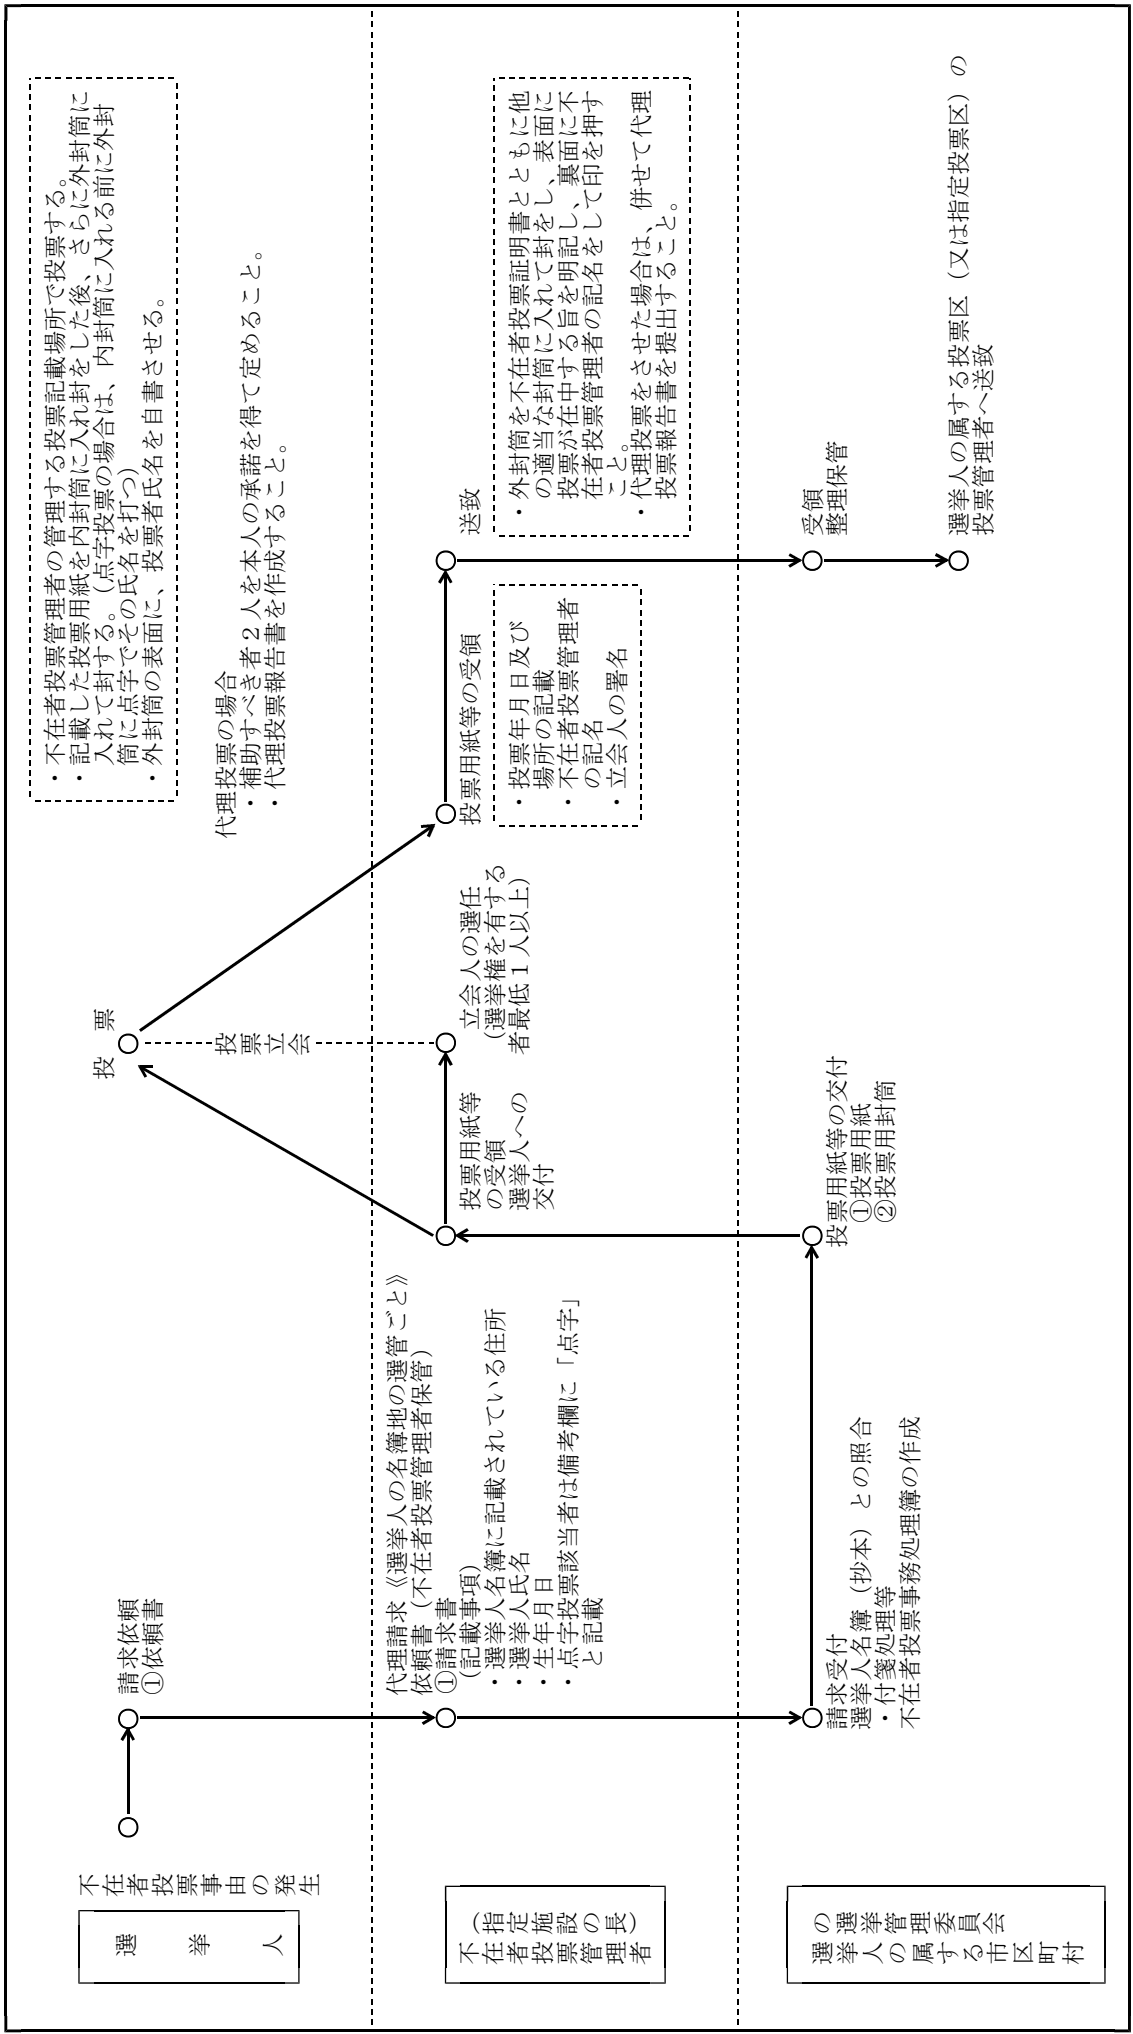 選挙人
不在者投票事由の発生
請求依頼
①依頼書
投票
投票立会
・不在者投票管理者の管理する投票記載場所で投票する。
・記載した投票用紙を内封筒に入れ封をした後、さらに外封筒に
入れて封する。（点字投票の場合は、内封筒に入れる前に外封
筒に点字でその氏名を打つ）
・外封筒の表面に、投票者氏名を自書させる。
代理投票の場合
・補助すべき者２人を本人の承諾を得て定めること。
・代理投票報告書を作成すること。
（指定施設の長）
不在者投票管理者
代理請求《選挙人の名簿地の選管ごと》
依頼書（不在者投票管理者保管）
①請求書
（記載事項）
・選挙人名簿に記載されている住所
・選挙人氏名
・生年月日
・点字投票該当者は備考欄に「点字」
と記載
投票用紙等
の受領
選挙人への
交付
立会人の選任
（選挙権を有する
者最低１人以上）
投票用紙等の受領
・投票年月日及び
場所の記載
・不在者投票管理者
の記名
・立会人の署名
送致
・外封筒を不在者投票証明書とともに他
の適当な封筒に入れて封をし、表面に
投票が在中する旨を明記し、裏面に不
在者投票管理者の記名をして印を押す
こと。
・代理投票をさせた場合は、併せて代理
投票報告書を提出すること。
の選挙管理委員会
選挙人の属する市区町村
請求受付
選挙人名簿（抄本）との照合
・付箋処理等
不在者投票事務処理簿の作成
投票用紙等の交付
①投票用紙
②投票用封筒
受領
整理保管
選挙人の属する投票区（又は指定投票区）の
投票管理者へ送致